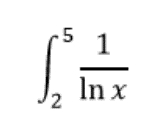 ∫₂⁵ 1/ln x